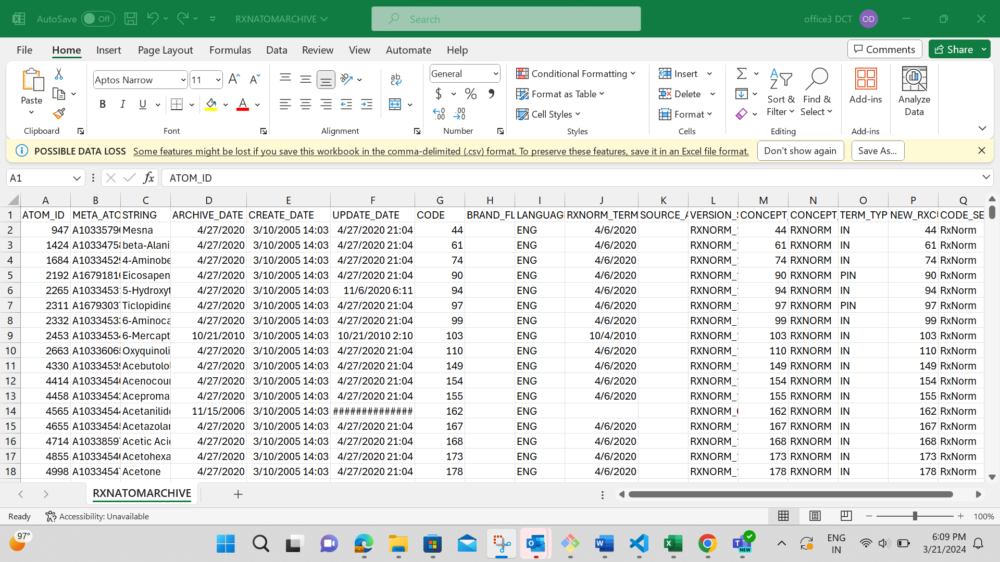 AutoSave Off RXNATOMARCHIVE Search office3 DCT OD
File Home Insert Page Layout Formulas Data Review View Automate Help Comments Share
Paste Aptos Narrow 11 General Conditional Formatting Format as Table Cell Styles Insert Delete Format Sort & Filter Find & Select Add-ins Analyze Data
Clipboard Font Alignment Number Styles Cells Editing Add-ins
POSSIBLE DATA LOSS Some features might be lost if you save this workbook in the comma-delimited (.csv) format. To preserve these features, save it in an Excel file format. Don't show again Save As...
A1 fx ATOM_ID
A B C D E F G H I J K L M N O P Q
1 ATOM_ID META_ATO STRING ARCHIVE_DATE CREATE_DATE UPDATE_DATE CODE BRAND_FL LANGUAG RXNORM_TERM SOURCE_A VERSION_S CONCEPT_ CONCEPT_ TERM_TYP NEW_RXCU CODE_SE
2 947 A10335796 Mesna 4/27/2020 3/10/2005 14:03 4/27/2020 21:04 44 ENG 4/6/2020 RXNORM_ 44 RXNORM IN 44 RxNorm
3 1424 A10334758 beta-Alani 4/27/2020 3/10/2005 14:03 4/27/2020 21:04 61 ENG 4/6/2020 RXNORM_ 61 RXNORM IN 61 RxNorm
4 1684 A10334529 4-Aminobe 4/27/2020 3/10/2005 14:03 4/27/2020 21:04 74 ENG 4/6/2020 RXNORM_ 74 RXNORM IN 74 RxNorm
5 2192 A16791816 Eicosapen 4/27/2020 3/10/2005 14:03 4/27/2020 21:04 90 ENG 4/6/2020 RXNORM_ 90 RXNORM PIN 90 RxNorm
6 2265 A10334531 5-Hydroxyt 4/27/2020 3/10/2005 14:03 11/6/2020 6:11 94 ENG 4/6/2020 RXNORM_ 94 RXNORM IN 94 RxNorm
7 2311 A16793037 Ticlopidine 4/27/2020 3/10/2005 14:03 4/27/2020 21:04 97 ENG 4/6/2020 RXNORM_ 97 RXNORM PIN 97 RxNorm
8 2332 A10334533 6-Aminoca 4/27/2020 3/10/2005 14:03 4/27/2020 21:04 99 ENG 4/6/2020 RXNORM_ 99 RXNORM IN 99 RxNorm
9 2453 A10334534 6-Mercapt 10/21/2010 3/10/2005 14:03 10/21/2010 2:10 103 ENG 10/4/2010 RXNORM_ 103 RXNORM IN 103 RxNorm
10 2663 A10336065 Oxyquinoli 4/27/2020 3/10/2005 14:03 4/27/2020 21:04 110 ENG 4/6/2020 RXNORM_ 110 RXNORM IN 110 RxNorm
11 4330 A10334539 Acebutolol 4/27/2020 3/10/2005 14:03 4/27/2020 21:04 149 ENG 4/6/2020 RXNORM_ 149 RXNORM IN 149 RxNorm
12 4414 A10334540 Acenocour 4/27/2020 3/10/2005 14:03 4/27/2020 21:04 154 ENG 4/6/2020 RXNORM_ 154 RXNORM IN 154 RxNorm
13 4458 A10334542 Aceproma 4/27/2020 3/10/2005 14:03 4/27/2020 21:04 155 ENG 4/6/2020 RXNORM_ 155 RXNORM IN 155 RxNorm
14 4565 A10334544 Acetanilide 11/15/2006 3/10/2005 14:03 ############## 162 ENG RXNORM_ 162 RXNORM IN 162 RxNorm
15 4655 A10334545 Acetazolar 4/27/2020 3/10/2005 14:03 4/27/2020 21:04 167 ENG 4/6/2020 RXNORM_ 167 RXNORM IN 167 RxNorm
16 4714 A10338597 Acetic Acid 4/27/2020 3/10/2005 14:03 4/27/2020 21:04 168 ENG 4/6/2020 RXNORM_ 168 RXNORM IN 168 RxNorm
17 4855 A10334546 Acetohexa 4/27/2020 3/10/2005 14:03 4/27/2020 21:04 173 ENG 4/6/2020 RXNORM_ 173 RXNORM IN 173 RxNorm
18 4998 A10334547 Acetone 4/27/2020 3/10/2005 14:03 4/27/2020 21:04 178 ENG 4/6/2020 RXNORM_ 178 RXNORM IN 178 RxNorm
RXNATOMARCHIVE
Ready Accessibility: Unavailable 100%
97° NEW ENG IN 6:09 PM
3/21/2024